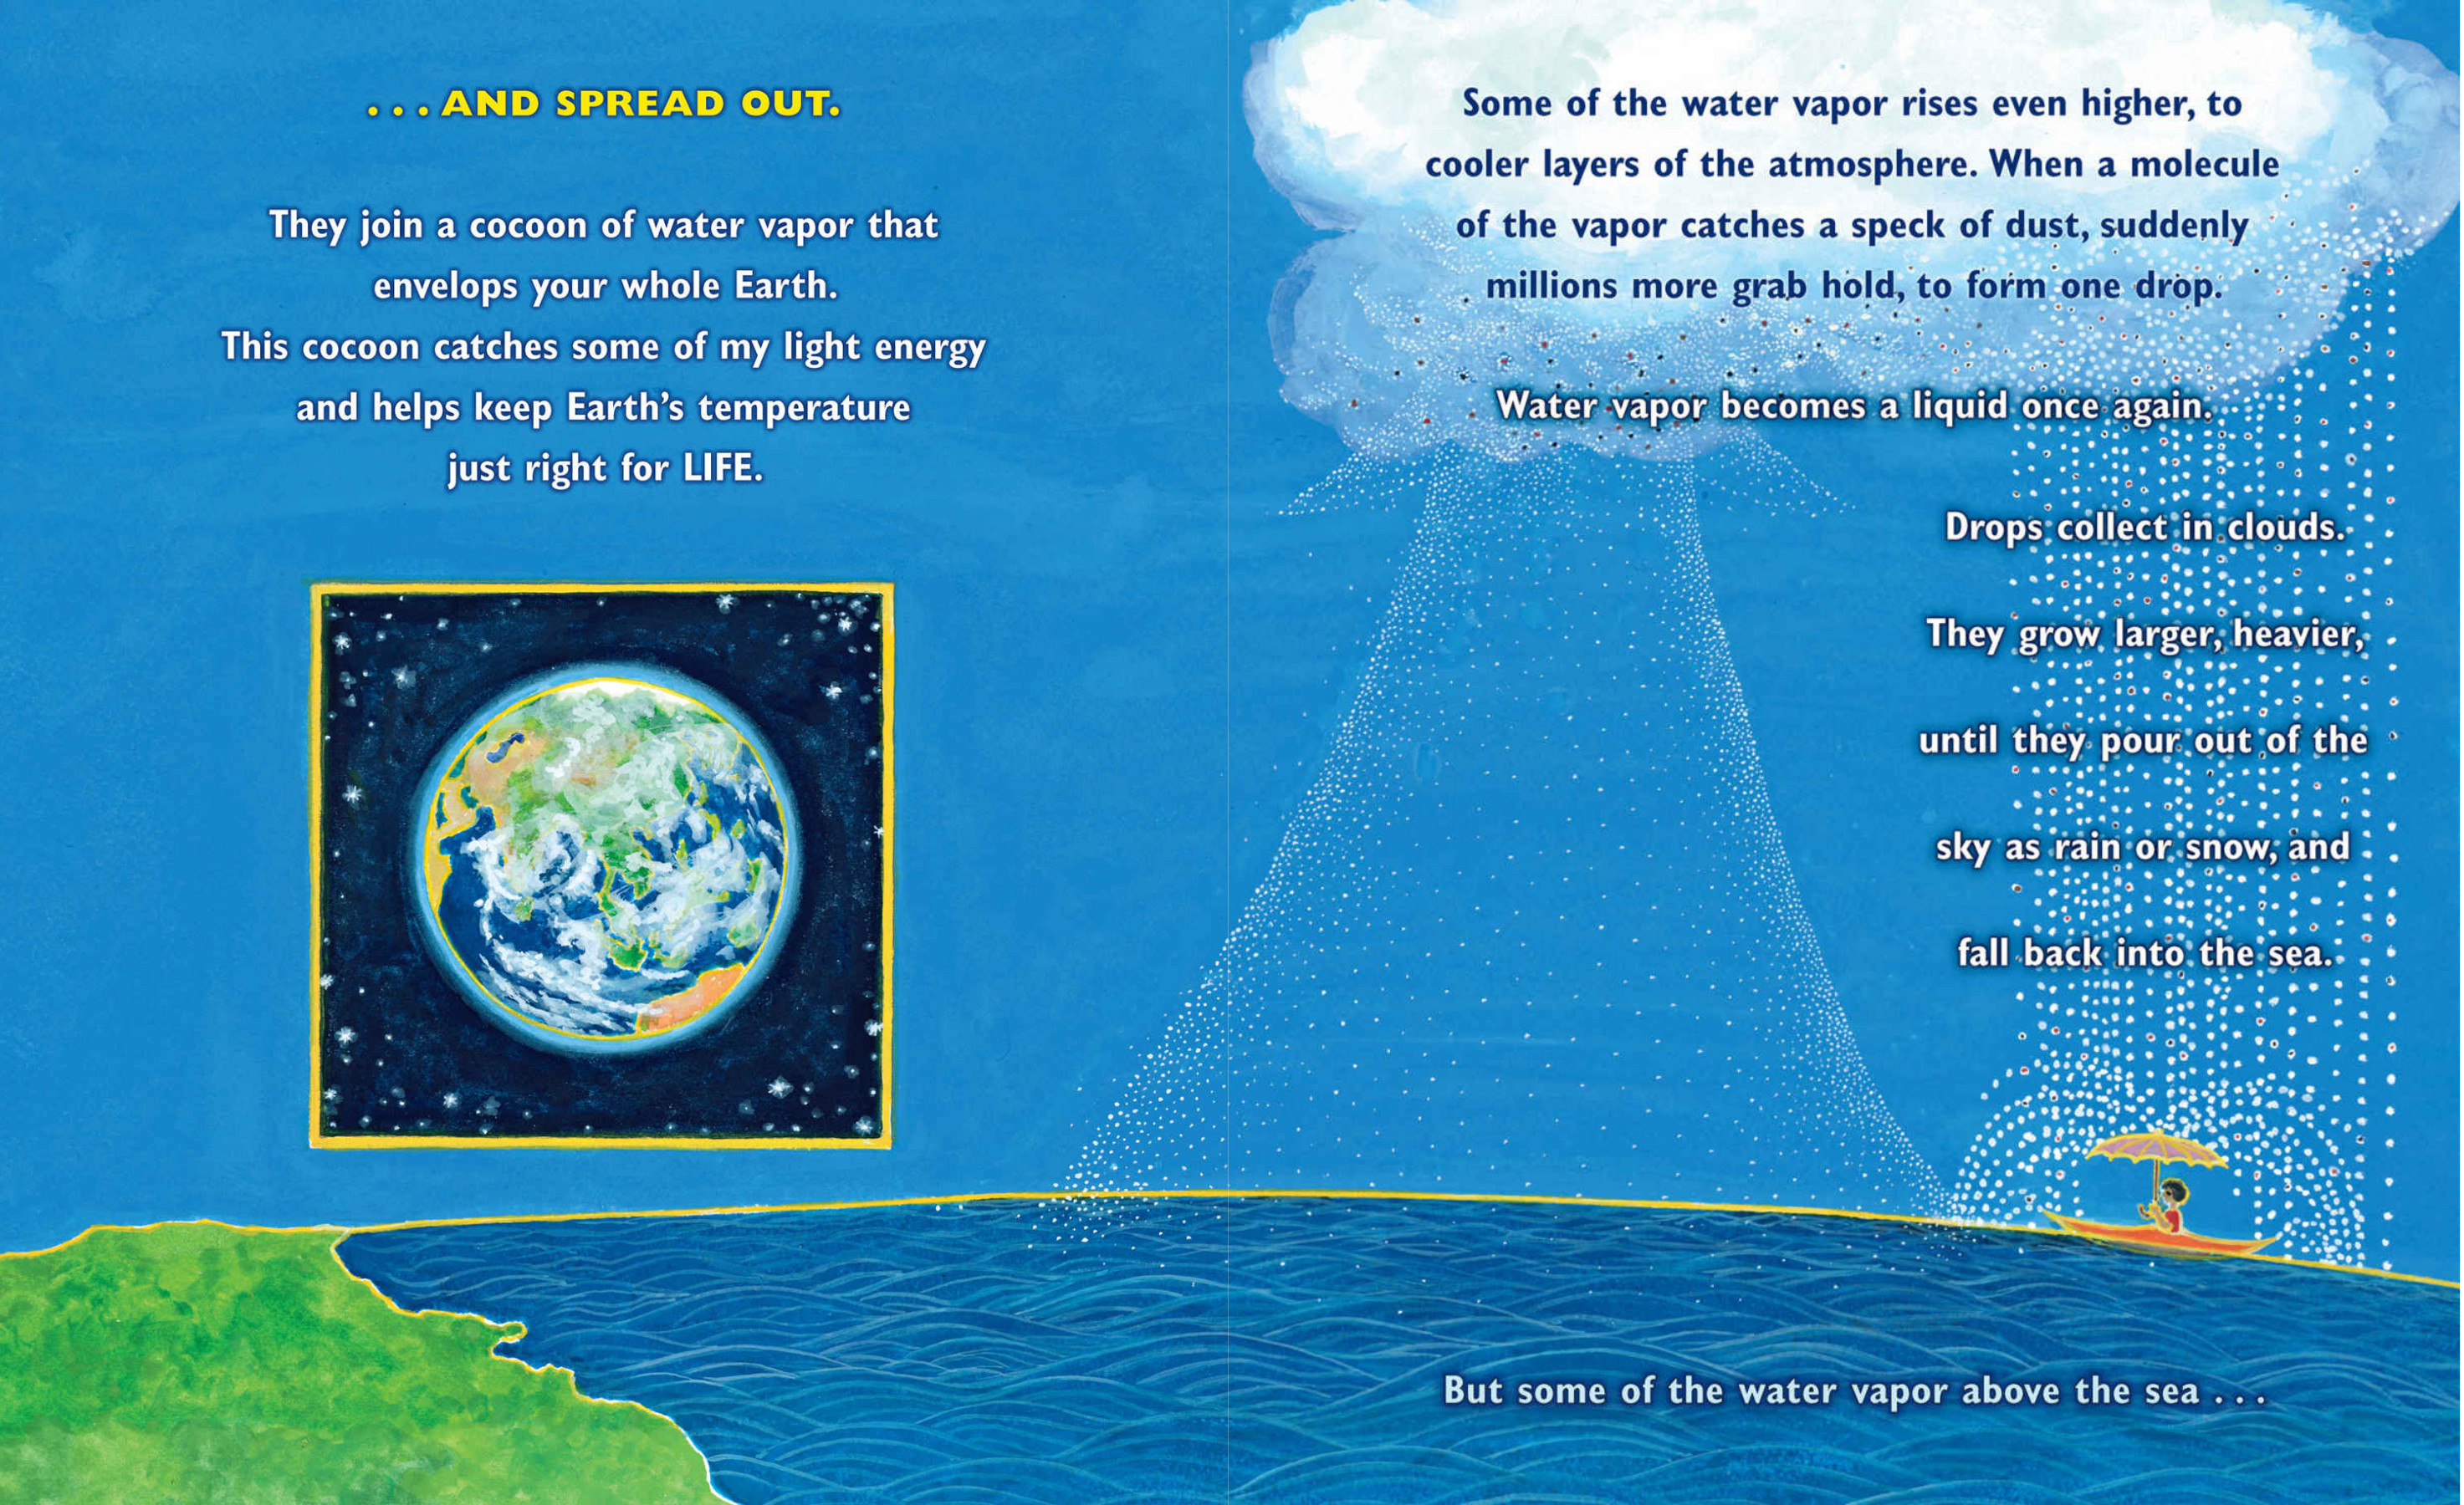 . . . AND SPREAD OUT.
They join a cocoon of water vapor that
envelops your whole Earth.
This cocoon catches some of my light energy
and helps keep Earth’s temperature
just right for LIFE.
Some of the water vapor rises even higher, to
cooler layers of the atmosphere. When a molecule
of the vapor catches a speck of dust, suddenly
millions more grab hold, to form one drop.
Water vapor becomes a liquid once again.
Drops collect in clouds.
They grow larger, heavier,
until they pour out of the
sky as rain or snow, and
fall back into the sea.
But some of the water vapor above the sea . . .